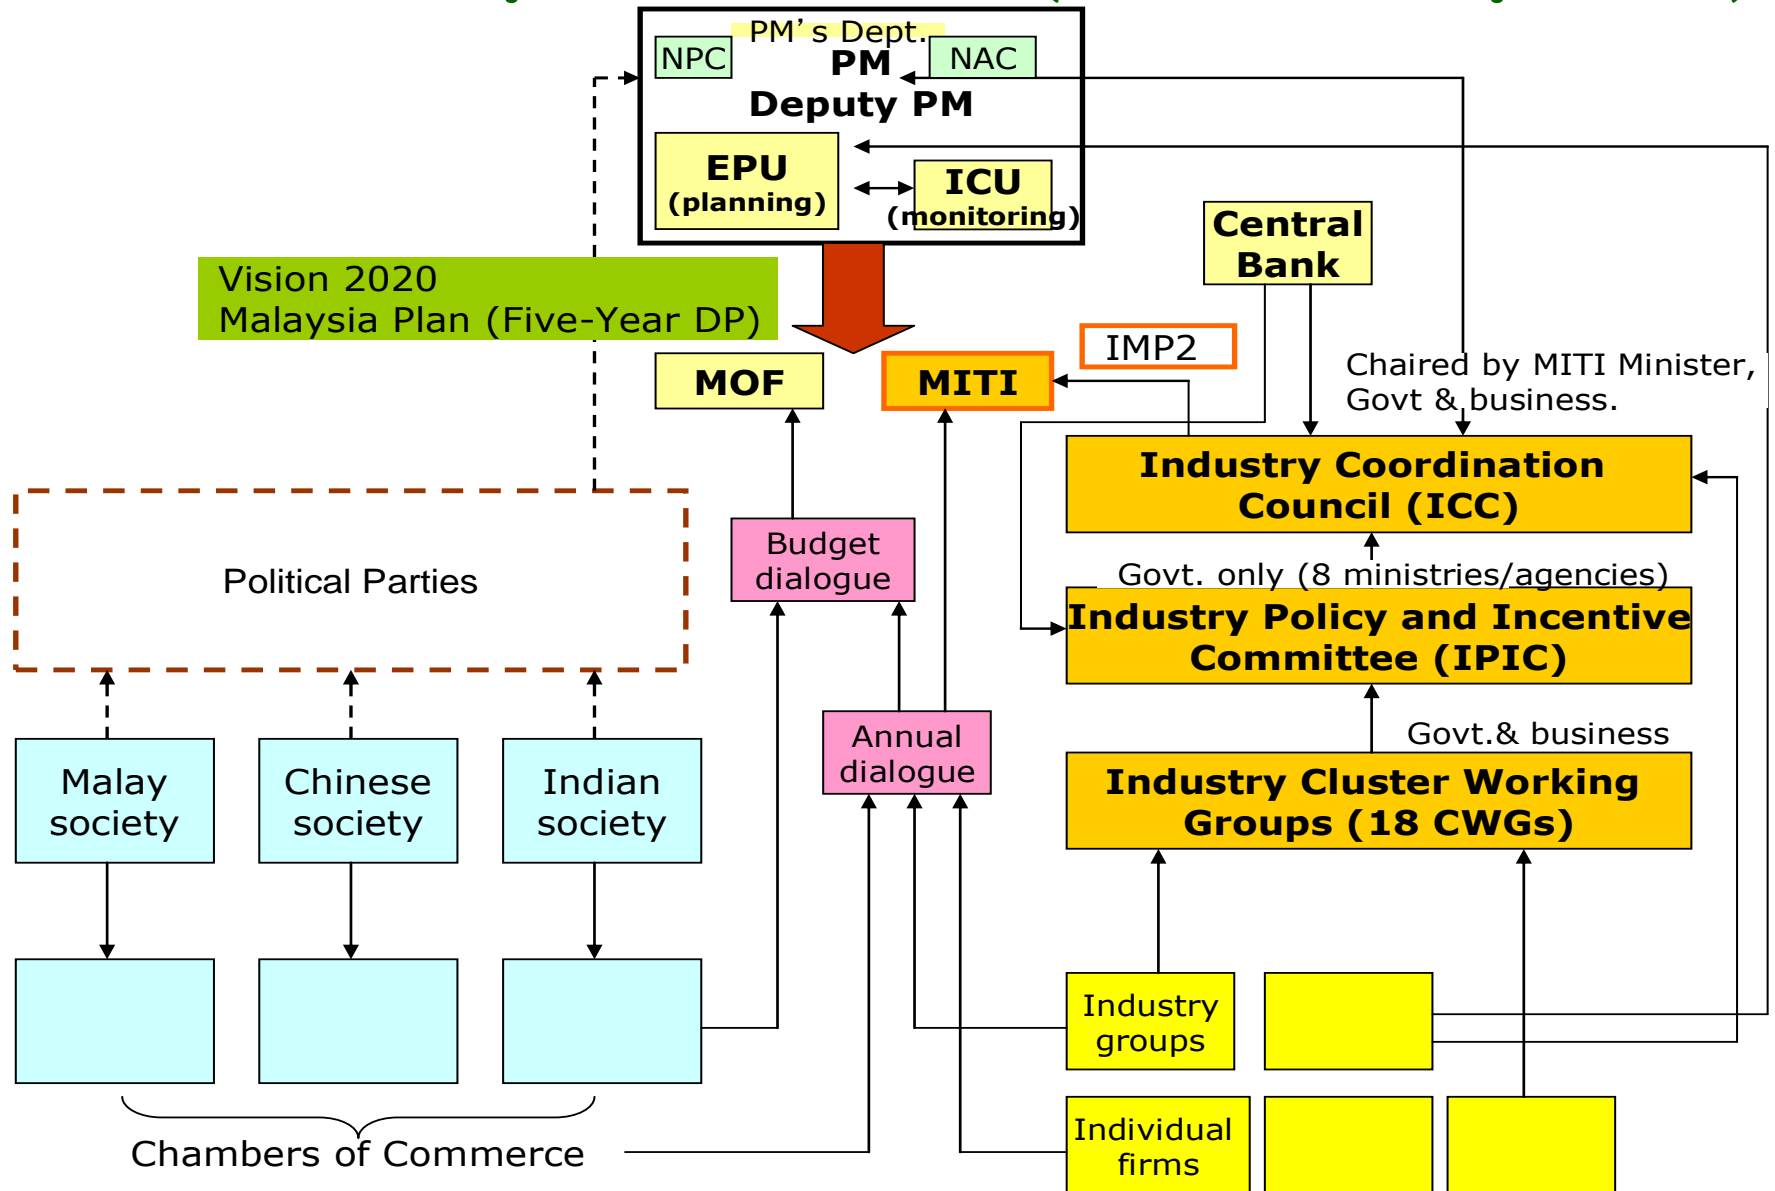 PM's Dept.
NPC
PM
NAC
Deputy PM
EPU
(planning)
ICU
(monitoring)
Central
Bank
Vision 2020
Malaysia Plan (Five-Year DP)
IMP2
MOF
MITI
Chaired by MITI Minister,
Govt & business.
Industry Coordination
Council (ICC)
Budget
dialogue
Political Parties
Govt. only (8 ministries/agencies)
Industry Policy and Incentive
Committee (IPIC)
Annual
dialogue
Govt.& business
Malay
society
Chinese
society
Indian
society
Industry Cluster Working
Groups (18 CWGs)
Industry
groups
Individual
firms
Chambers of Commerce